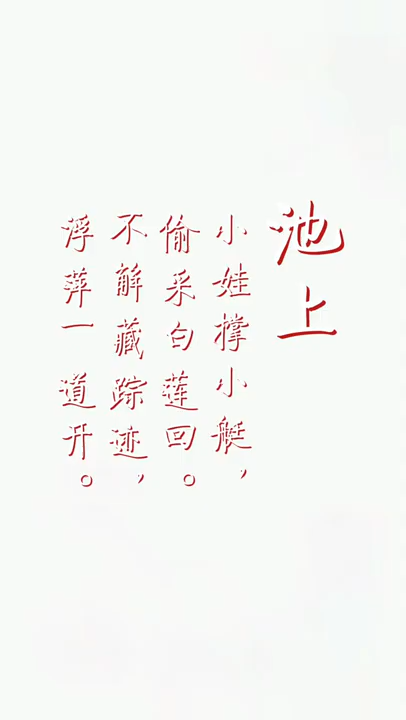 池上
小娃撑小艇，
偷采白莲回。
不解藏踪迹，
浮萍一道开。